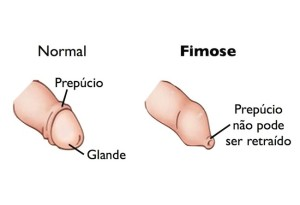 Normal
Fimose
Prepúcio
Glande
Prepúcio
não pode
ser retraído